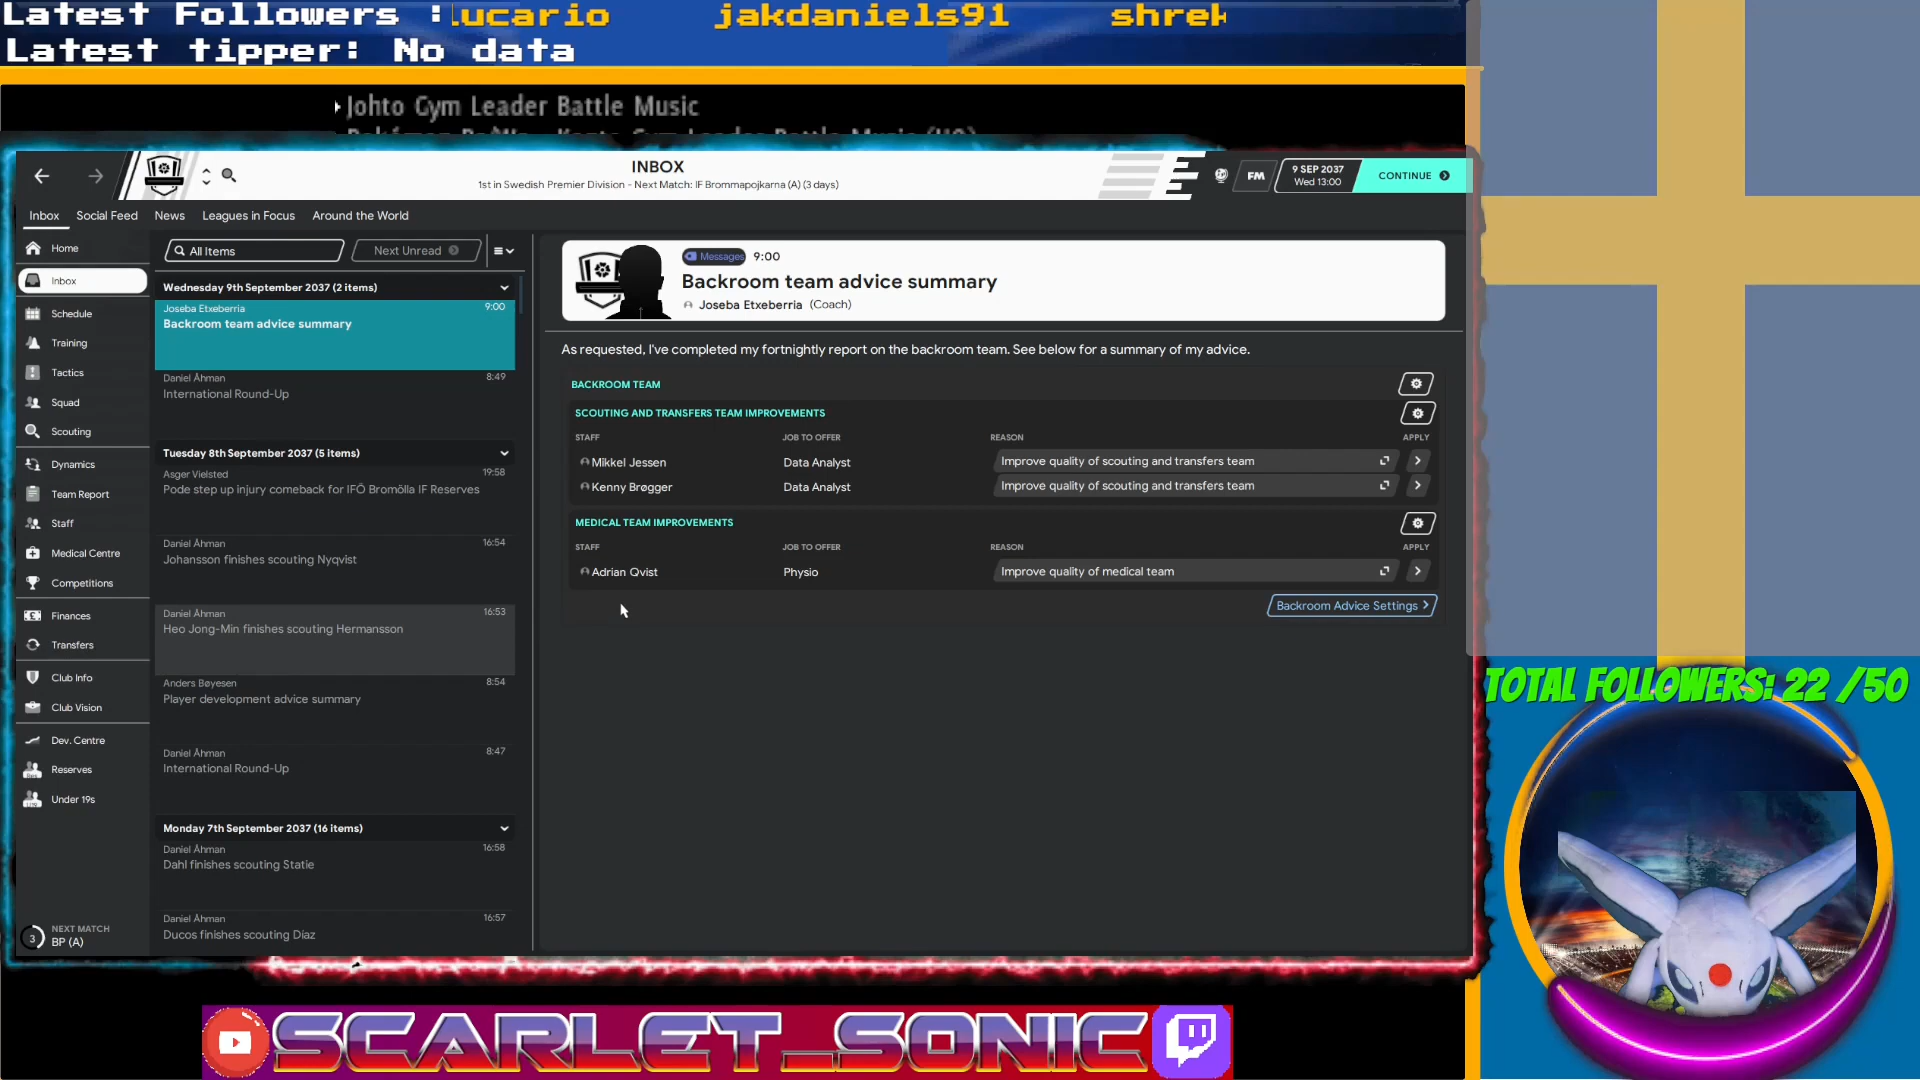 Latest Followers : lucario jakdaniels91 shrek
Latest tipper: No data
Johto Gym Leader Battle Music
INBOX
1st in Swedish Premier Division - Next Match: IF Brommapojkarna (A) (3 days)
FM
9 SEP 2037
Wed 13:00
CONTINUE
Inbox Social Feed News Leagues in Focus Around the World
Home
Inbox
Schedule
Training
Tactics
Squad
Scouting
Dynamics
Team Report
Staff
Medical Centre
Competitions
Finances
Transfers
Club Info
Club Vision
Dev. Centre
Reserves
Under 19s
3
NEXT MATCH
BP (A)
All Items
Next Unread
Wednesday 9th September 2037 (2 items)
Joseba Etxeberria 9:00
Backroom team advice summary
Daniel Åhman 8:49
International Round-Up
Tuesday 8th September 2037 (5 items)
Asger Vielsted 19:58
Pode step up injury comeback for IFÖ Bromölla IF Reserves
Daniel Åhman 16:54
Johansson finishes scouting Nyqvist
Daniel Åhman 16:53
Heo Jong-Min finishes scouting Hermansson
Anders Bøyesen 8:54
Player development advice summary
Daniel Åhman 8:47
International Round-Up
Monday 7th September 2037 (16 items)
Daniel Åhman 16:58
Dahl finishes scouting Statie
Daniel Åhman 16:57
Ducos finishes scouting Díaz
Messages 9:00
Backroom team advice summary
Joseba Etxeberria (Coach)
As requested, I've completed my fortnightly report on the backroom team. See below for a summary of my advice.
BACKROOM TEAM
SCOUTING AND TRANSFERS TEAM IMPROVEMENTS
STAFF JOB TO OFFER REASON APPLY
Mikkel Jessen Data Analyst Improve quality of scouting and transfers team
Kenny Brøgger Data Analyst Improve quality of scouting and transfers team
MEDICAL TEAM IMPROVEMENTS
STAFF JOB TO OFFER REASON APPLY
Adrian Qvist Physio Improve quality of medical team
Backroom Advice Settings
TOTAL FOLLOWERS: 22 /50
SCARLET_SONIC